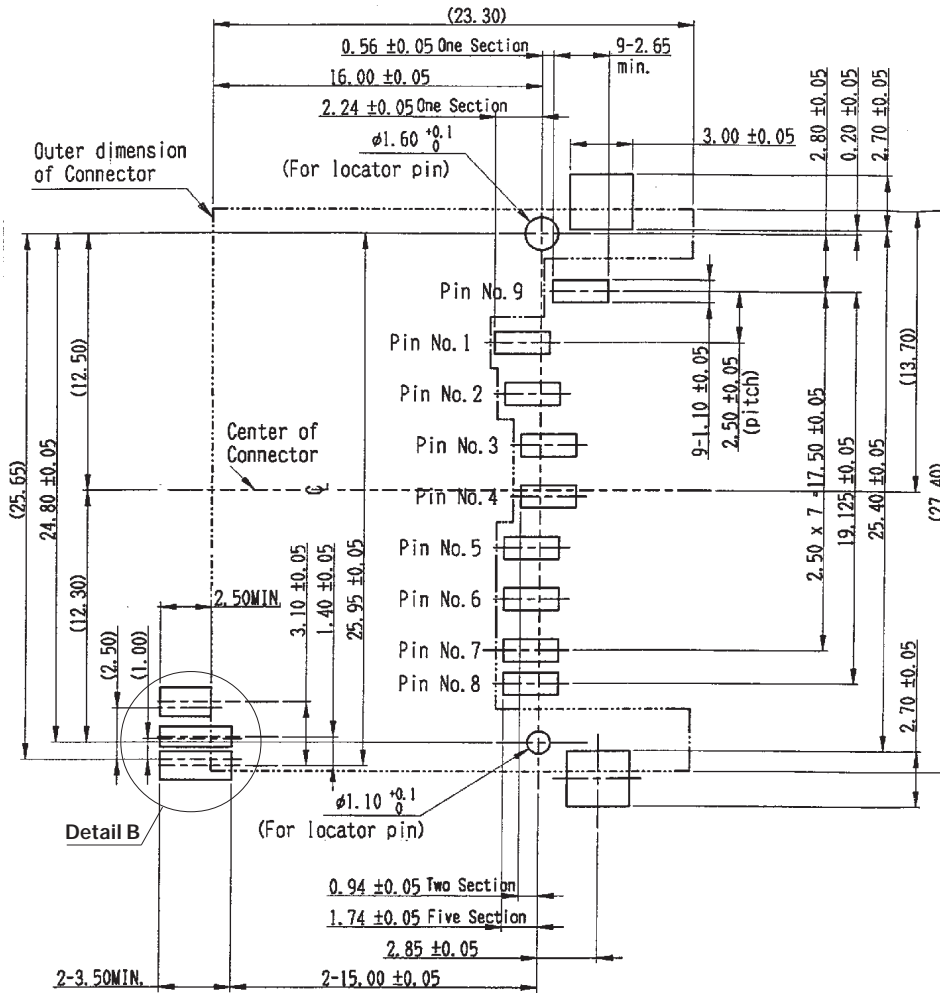 (23.30)
0.56 ±0.05 One Section
9-2.65
min.
16.00 ±0.05
2.24 ±0.05 One Section
ø1.60 +0.1 0
(For locator pin)
3.00 ±0.05
2.80 ±0.05
0.20 ±0.05
2.70 ±0.05
Outer dimension
of Connector
Pin No.9
Pin No.1
Pin No.2
Pin No.3
Pin No.4
Pin No.5
Pin No.6
Pin No.7
Pin No.8
Center of
Connector
(12.50)
(25.65)
24.80 ±0.05
(12.30)
9-1.10 ±0.05
2.50 ±0.05
(pitch)
2.50 x 7 =17.50 ±0.05
19.125 ±0.05
25.40 ±0.05
(13.70)
(27.40)
2.50MIN.
3.10 ±0.05
1.40 ±0.05
25.95 ±0.05
(2.50)
(1.00)
2.70 ±0.05
Detail B
ø1.10 +0.1 0
(For locator pin)
0.94 ±0.05 Two Section
1.74 ±0.05 Five Section
2.85 ±0.05
2-3.50MIN.
2-15.00 ±0.05